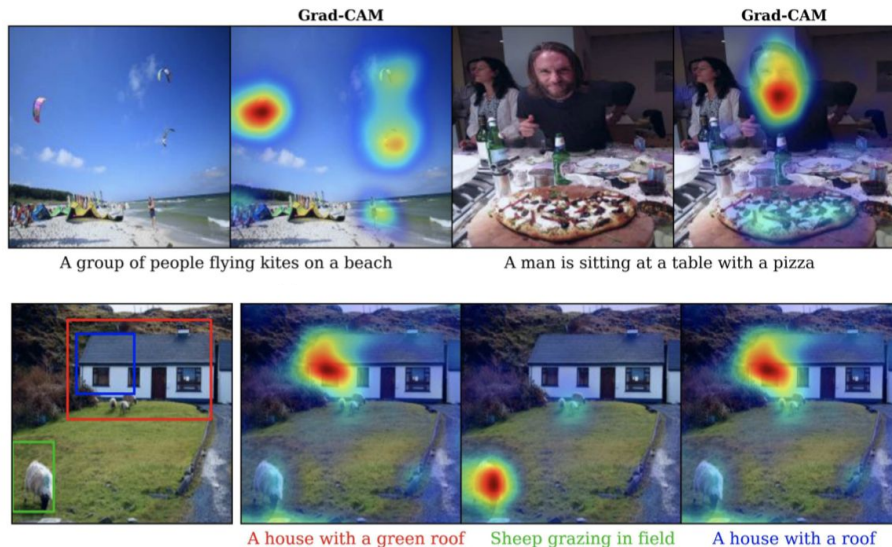 Grad-CAM
Grad-CAM
A group of people flying kites on a beach
A man is sitting at a table with a pizza
A house with a green roof
Sheep grazing in field
A house with a roof